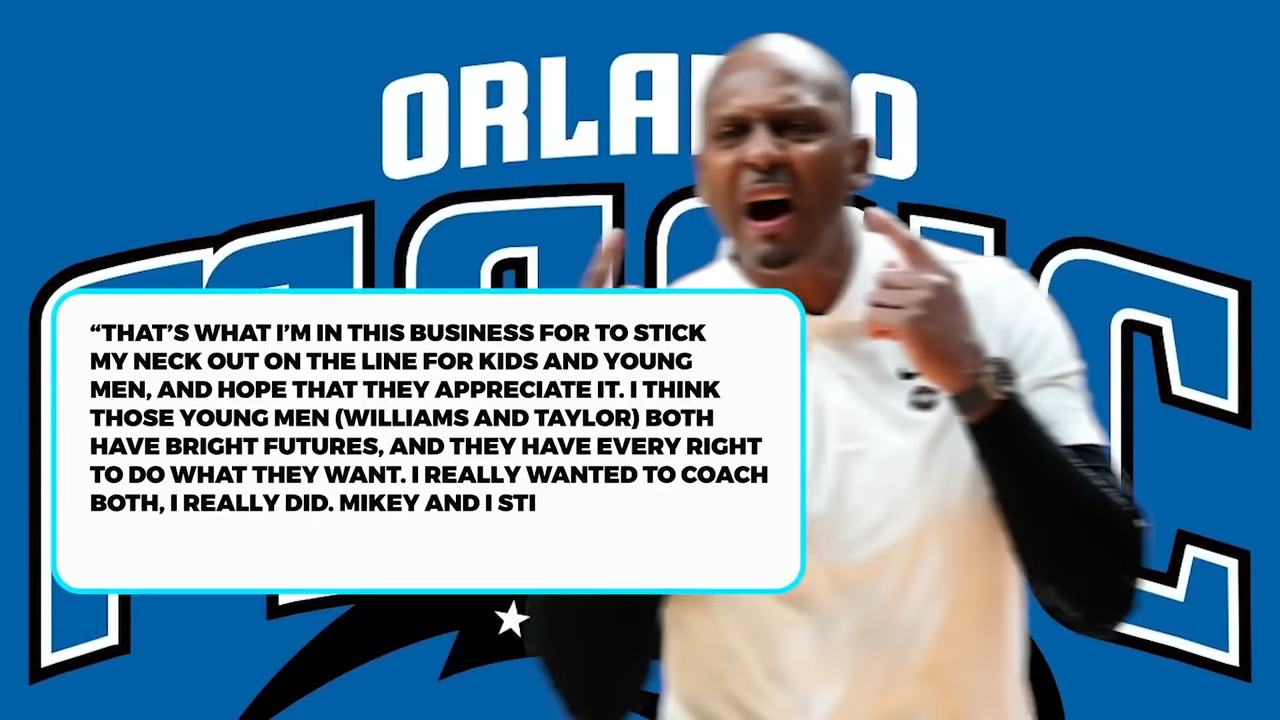 ORLANDO
MAGIC
“THAT’S WHAT I’M IN THIS BUSINESS FOR TO STICK
MY NECK OUT ON THE LINE FOR KIDS AND YOUNG
MEN, AND HOPE THAT THEY APPRECIATE IT. I THINK
THOSE YOUNG MEN (WILLIAMS AND TAYLOR) BOTH
HAVE BRIGHT FUTURES, AND THEY HAVE EVERY RIGHT
TO DO WHAT THEY WANT. I REALLY WANTED TO COACH
BOTH, I REALLY DID. MIKEY AND I STI